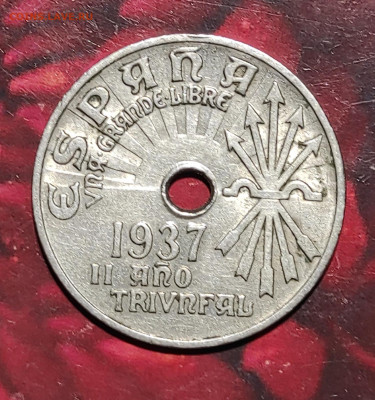 ESPAÑA
VNA GRANDE LIBRE
1937
II AÑO
TRIVNFAL